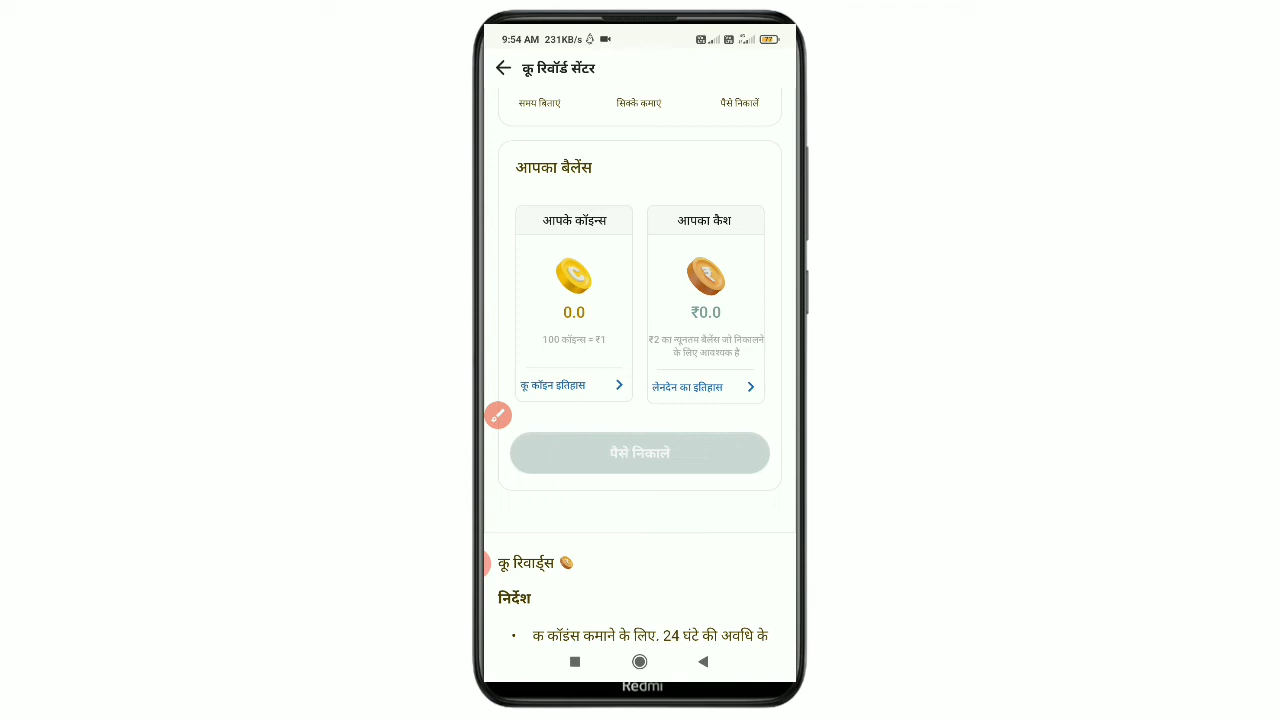 9:54 AM 231KB/s 77
कू रिवॉर्ड सेंटर
समय बिताएं सिक्के कमाएं पैसे निकालें
आपका बैलेंस
आपके कॉइन्स आपका कैश
0.0 ₹0.0
100 कॉइन्स = ₹1 ₹2 का न्यूनतम बैलेंस जो निकालने
के लिए आवश्यक है
कू कॉइन इतिहास लेनदेन का इतिहास
पैसे निकाले
कू रिवार्ड्स
निर्देश
• क कॉडंस कमाने के लिए. 24 घंटे की अवधि के
Redmi